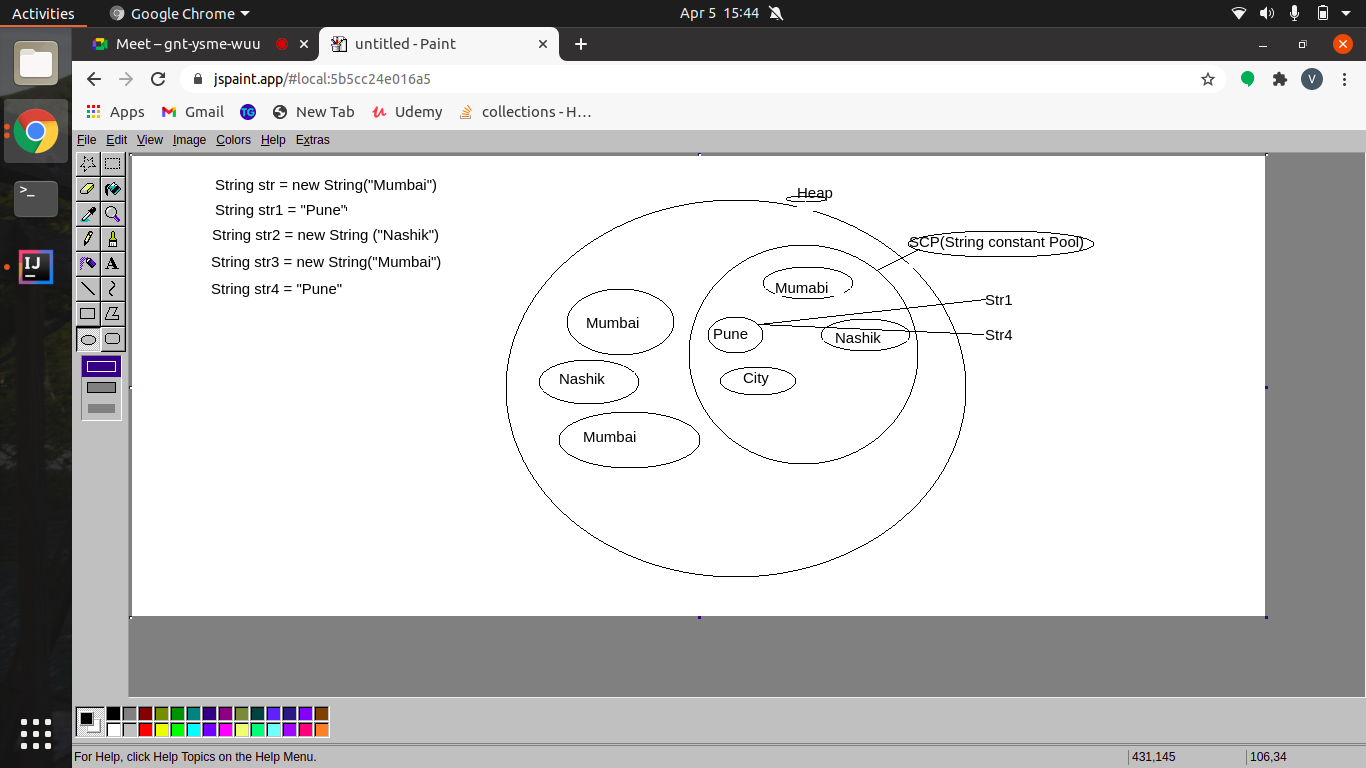 Activities
Google Chrome
Apr 5 15:44
Meet – gnt-ysme-wuu
untitled - Paint
jspaint.app/#local:5b5cc24e016a5
V
Apps
Gmail
TG
New Tab
Udemy
collections - H…
File Edit View Image Colors Help Extras
>_
IJ
A
String str = new String("Mumbai")
String str1 = "Pune"
String str2 = new String ("Nashik")
String str3 = new String("Mumbai")
String str4 = "Pune"
Heap
SCP(String constant Pool)
Mumabi
Str1
Mumbai
Pune
Nashik
Str4
Nashik
City
Mumbai
For Help, click Help Topics on the Help Menu.
431,145
106,34